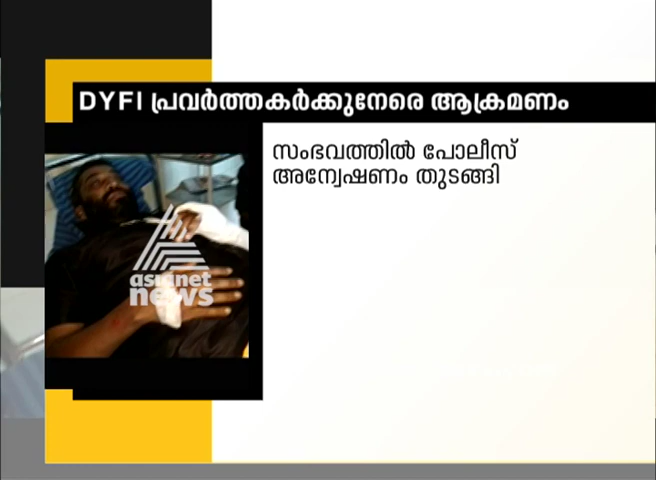 DYFI പ്രവർത്തകർക്കുനേരെ ആക്രമണം
സംഭവത്തിൽ പോലീസ്
അന്വേഷണം തുടങ്ങി
asianet
news